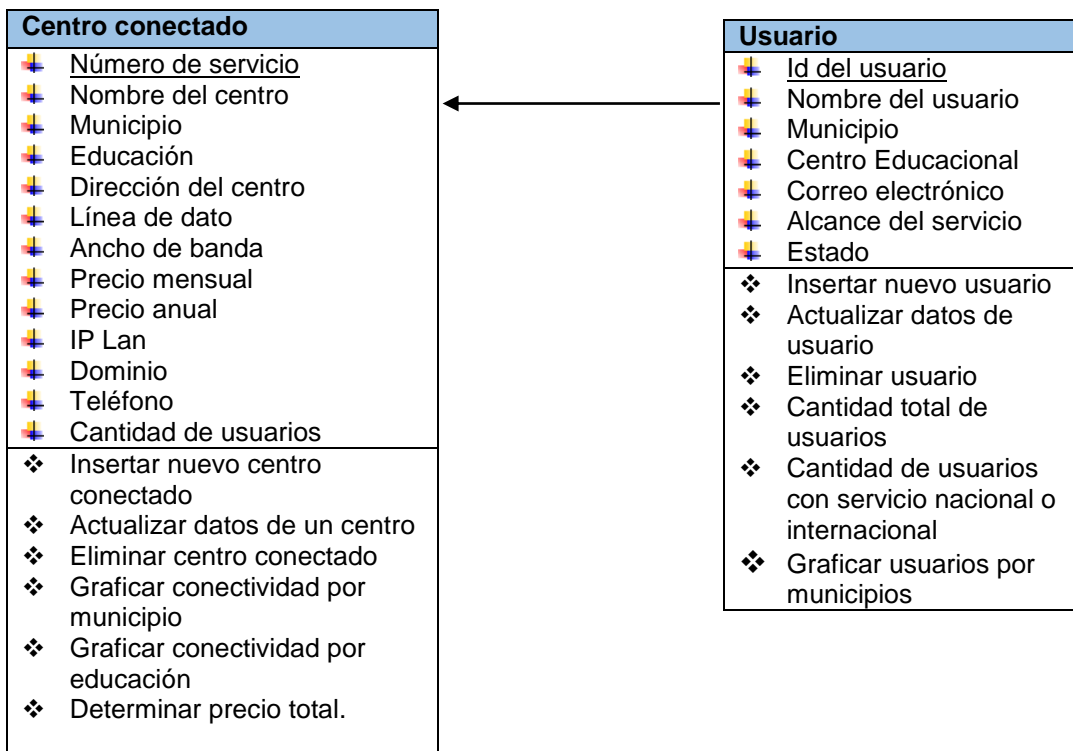 Centro conectado
Número de servicio
Nombre del centro
Municipio
Educación
Dirección del centro
Línea de dato
Ancho de banda
Precio mensual
Precio anual
IP Lan
Dominio
Teléfono
Cantidad de usuarios
Insertar nuevo centro
conectado
Actualizar datos de un centro
Eliminar centro conectado
Graficar conectividad por
municipio
Graficar conectividad por
educación
Determinar precio total.
Usuario
Id del usuario
Nombre del usuario
Municipio
Centro Educacional
Correo electrónico
Alcance del servicio
Estado
Insertar nuevo usuario
Actualizar datos de
usuario
Eliminar usuario
Cantidad total de
usuarios
Cantidad de usuarios
con servicio nacional o
internacional
Graficar usuarios por
municipios